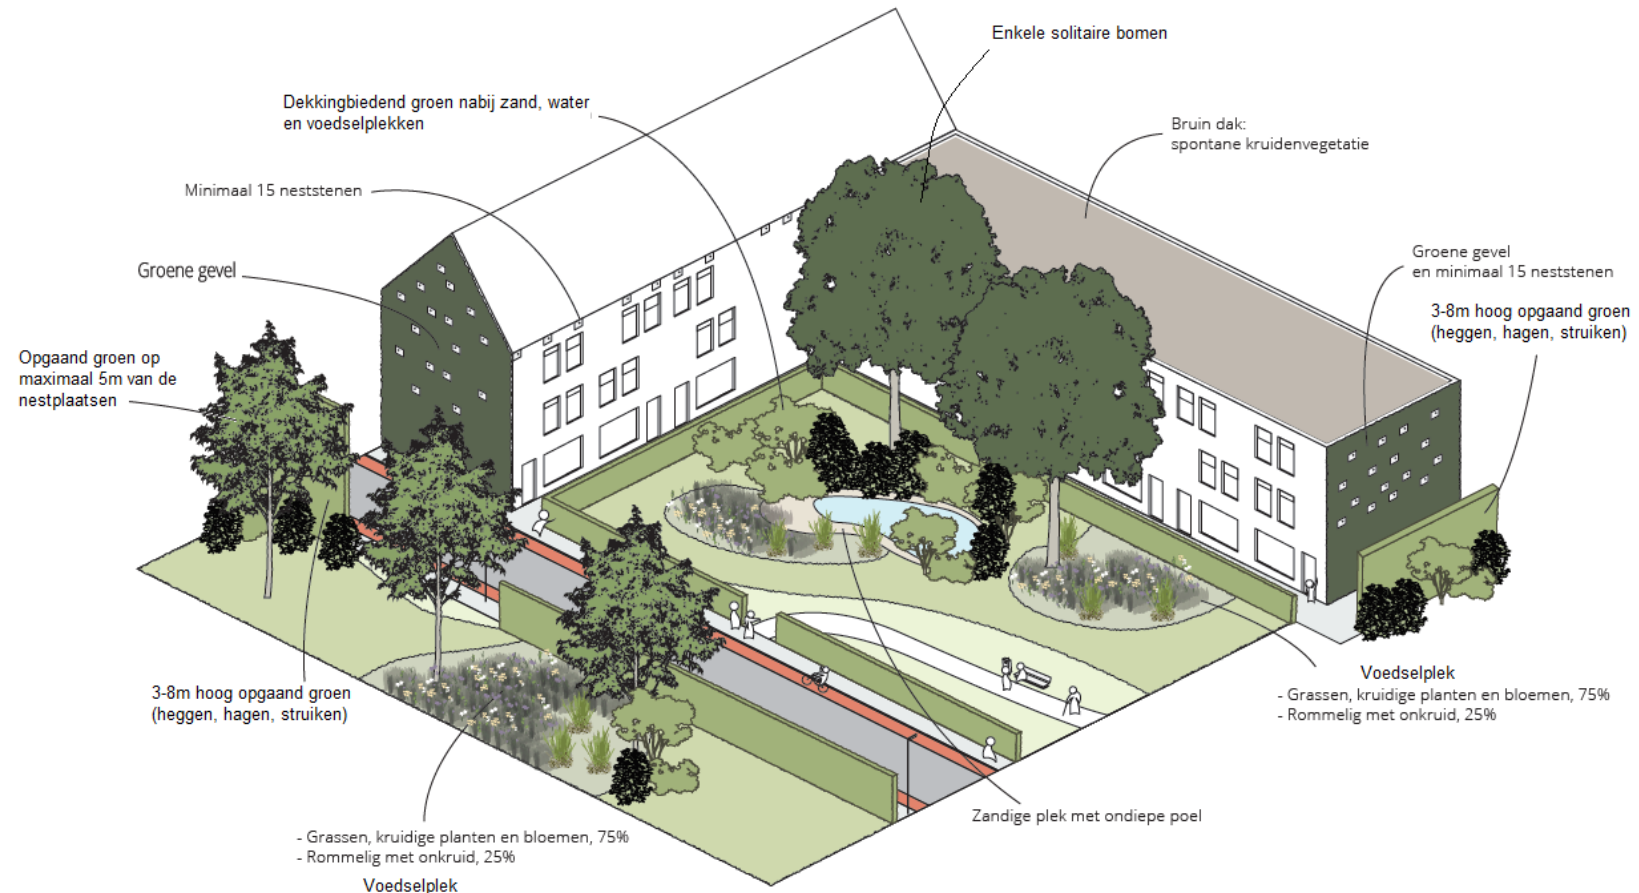 Enkele solitaire bomen
Dekkingbiedend groen nabij zand, water
en voedselplekken
Bruin dak:
spontane kruidenvegetatie
Minimaal 15 neststenen
Groene gevel
Groene gevel
en minimaal 15 neststenen
3-8m hoog opgaand groen
(heggen, hagen, struiken)
Opgaand groen op
maximaal 5m van de
nestplaatsen
3-8m hoog opgaand groen
(heggen, hagen, struiken)
Voedselplek
- Grassen, kruidige planten en bloemen, 75%
- Rommelig met onkruid, 25%
Zandige plek met ondiepe poel
- Grassen, kruidige planten en bloemen, 75%
- Rommelig met onkruid, 25%
Voedselplek